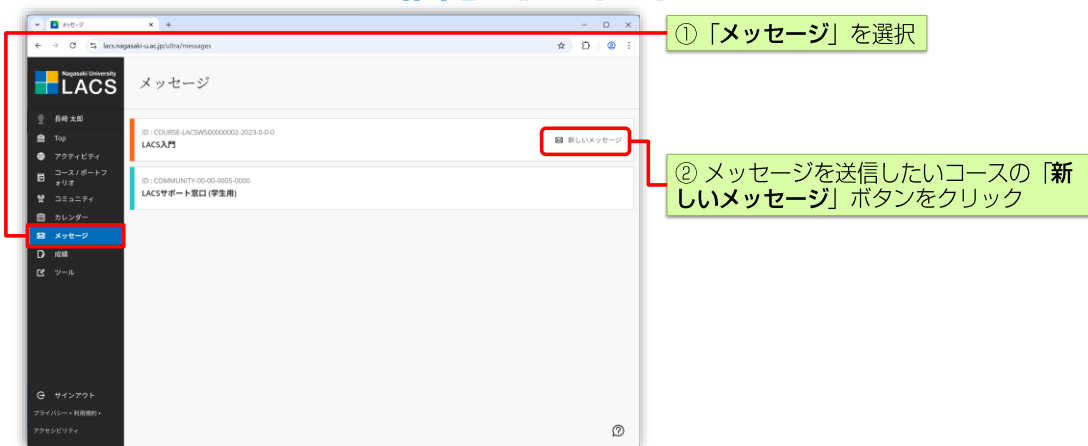 メッセージ
lacs.nagasaki-u.ac.jp/ultra/messages
Nagasaki University
LACS
メッセージ
長崎 太郎
Top
アクティビティ
コース / ポートフ
ォリオ
コミュニティ
カレンダー
メッセージ
成績
ツール
サインアウト
プライバシー • 利用規約 •
アクセシビリティ
ID : COURSE-LACSWS00000002-2023-0-0-0
LACS入門
新しいメッセージ
ID : COMMUNITY-00-00-0005-0000
LACSサポート窓口 (学生用)
①「メッセージ」を選択
② メッセージを送信したいコースの「新
しいメッセージ」ボタンをクリック